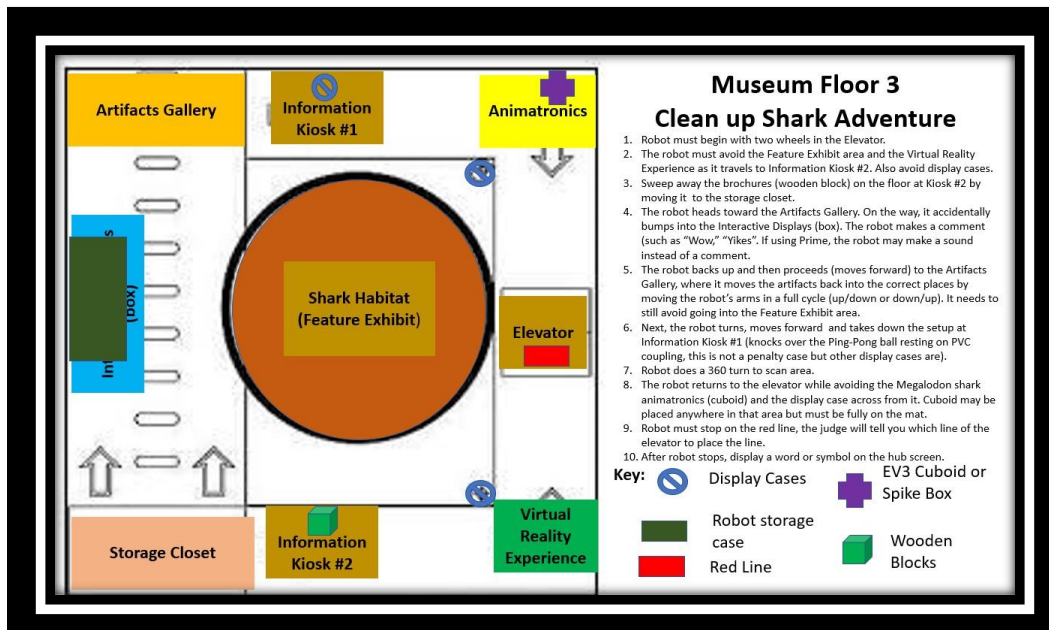 Museum Floor 3
Clean up Shark Adventure
1. Robot must begin with two wheels in the Elevator.
2. The robot must avoid the Feature Exhibit area and the Virtual Reality
Experience as it travels to Information Kiosk #2. Also avoid display cases.
3. Sweep away the brochures (wooden block) on the floor at Kiosk #2 by
moving it to the storage closet.
4. The robot heads toward the Artifacts Gallery. On the way, it accidentally
bumps into the Interactive Displays (box). The robot makes a comment
(such as “Wow,” “Yikes”. If using Prime, the robot may make a sound
instead of a comment.
5. The robot backs up and then proceeds (moves forward) to the Artifacts
Gallery, where it moves the artifacts back into the correct places by
moving the robot’s arms in a full cycle (up/down or down/up). It needs to
still avoid going into the Feature Exhibit area.
6. Next, the robot turns, moves forward and takes down the setup at
Information Kiosk #1 (knocks over the Ping-Pong ball resting on PVC
coupling, this is not a penalty case but other display cases are).
7. Robot does a 360 turn to scan area.
8. The robot returns to the elevator while avoiding the Megalodon shark
animatronics (cuboid) and the display case across from it. Cuboid may be
placed anywhere in that area but must be fully on the mat.
9. Robot must stop on the red line, the judge will tell you which line of the
elevator to place the line.
10. After robot stops, display a word or symbol on the hub screen.
Key:
Display Cases
EV3 Cuboid or
Spike Box
Robot storage
case
Wooden
Blocks
Red Line
Artifacts Gallery
Information
Kiosk #1
Animatronics
(box)
Shark Habitat
(Feature Exhibit)
Elevator
Storage Closet
Information
Kiosk #2
Virtual
Reality
Experience